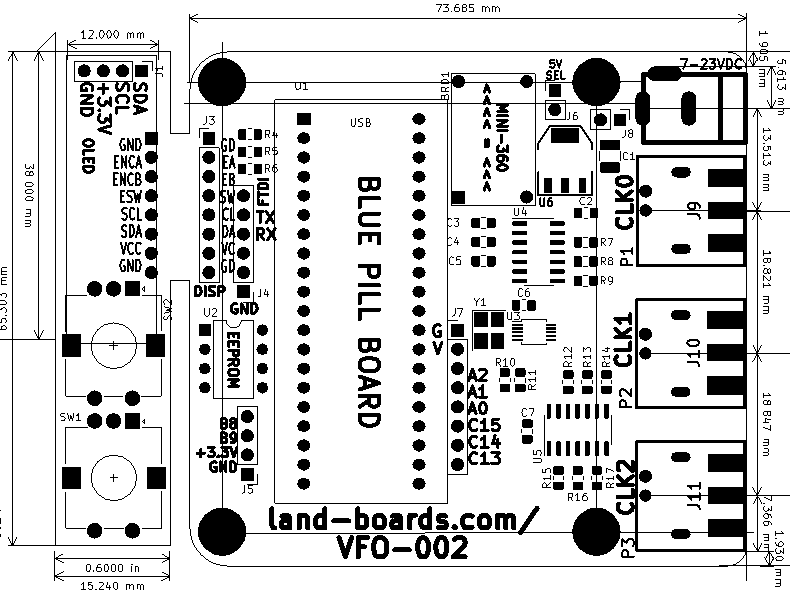 73.685 mm
12.000 mm
1.905 mm
5.613 mm
13.513 mm
18.821 mm
18.847 mm
7.366 mm
1.930 mm
38.000 mm
65.303 mm
0.6000 in
15.240 mm
J1
GND
+3.3V
SCL
SDA
OLED
GND
ENCA
ENCB
ESW
SCL
SDA
VCC
GND
SW2
SW1
J3
GD
EA
EB
SW
CL
DA
VC
GD
DISP
R4
R5
R6
FTDI
TX
RX
J4
GND
U2
EEPROM
B8
B9
+3.3V
GND
J5
U1
USB
BLUE PILL BOARD
BRD1
MINI-360
5V
SEL
J6
U6
7-23VDC
J8
C1
C2
C3
C4
C5
U4
R7
R8
R9
C6
Y1
U3
J7
G
V
A2
A1
A0
C15
C14
C13
R10
R11
R12
R13
R14
C7
U5
R15
R16
R17
CLK0
J9
P1
CLK1
J10
P2
CLK2
J11
P3
land-boards.com/
VFO-002